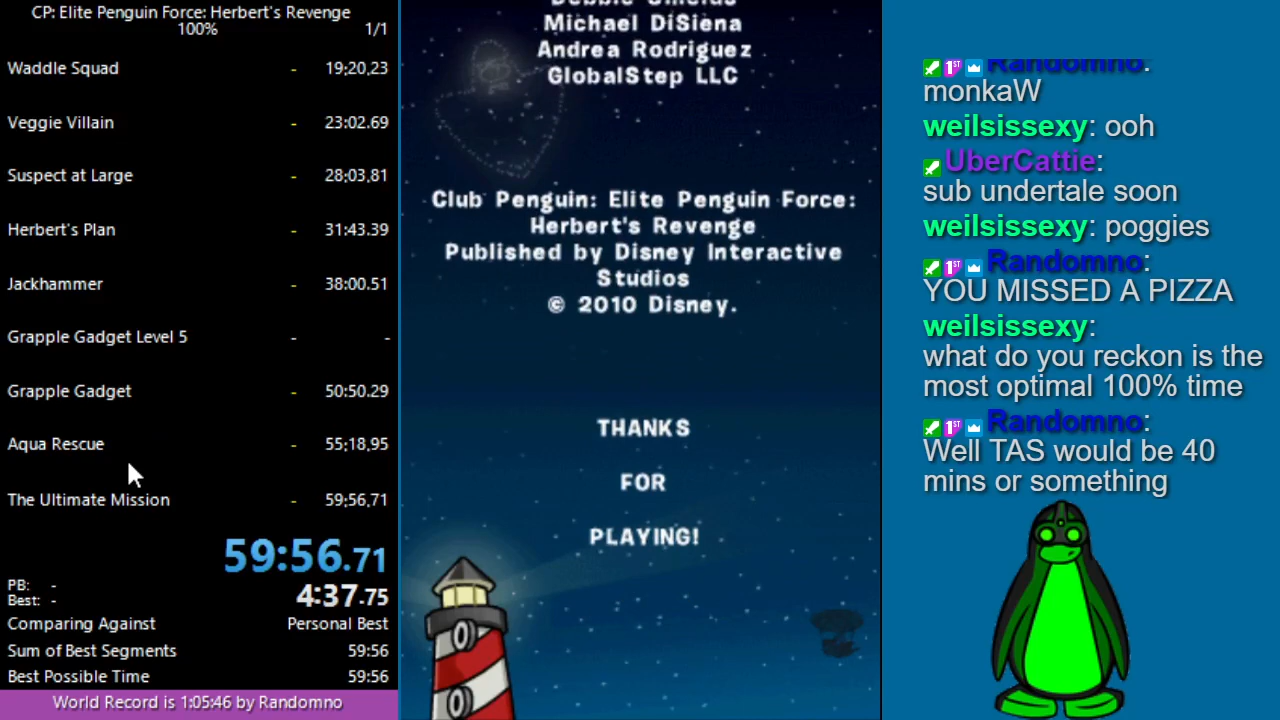 CP: Elite Penguin Force: Herbert's Revenge
100% 1/1
Waddle Squad - 19:20,23
Veggie Villain - 23:02.69
Suspect at Large - 28:03,81
Herbert's Plan - 31:43.39
Jackhammer - 38:00.51
Grapple Gadget Level 5 - -
Grapple Gadget - 50:50.29
Aqua Rescue - 55;18,95
The Ultimate Mission - 59;56,71
59:56.71
PB: -
Best: -
4:37.75
Comparing Against Personal Best
Sum of Best Segments 59:56
Best Possible Time 59:56
World Record is 1:05:46 by Randomno
Michael DiSiena
Andrea Rodriguez
GlobalStep LLC
Club Penguin: Elite Penguin Force:
Herbert's Revenge
Published by Disney Interactive
Studios
© 2010 Disney.
THANKS
FOR
PLAYING!
1ST Randomno:
monkaW
weilsissexy: ooh
UberCattie:
sub undertale soon
weilsissexy: poggies
1ST Randomno:
YOU MISSED A PIZZA
weilsissexy:
what do you reckon is the
most optimal 100% time
1ST Randomno:
Well TAS would be 40
mins or something